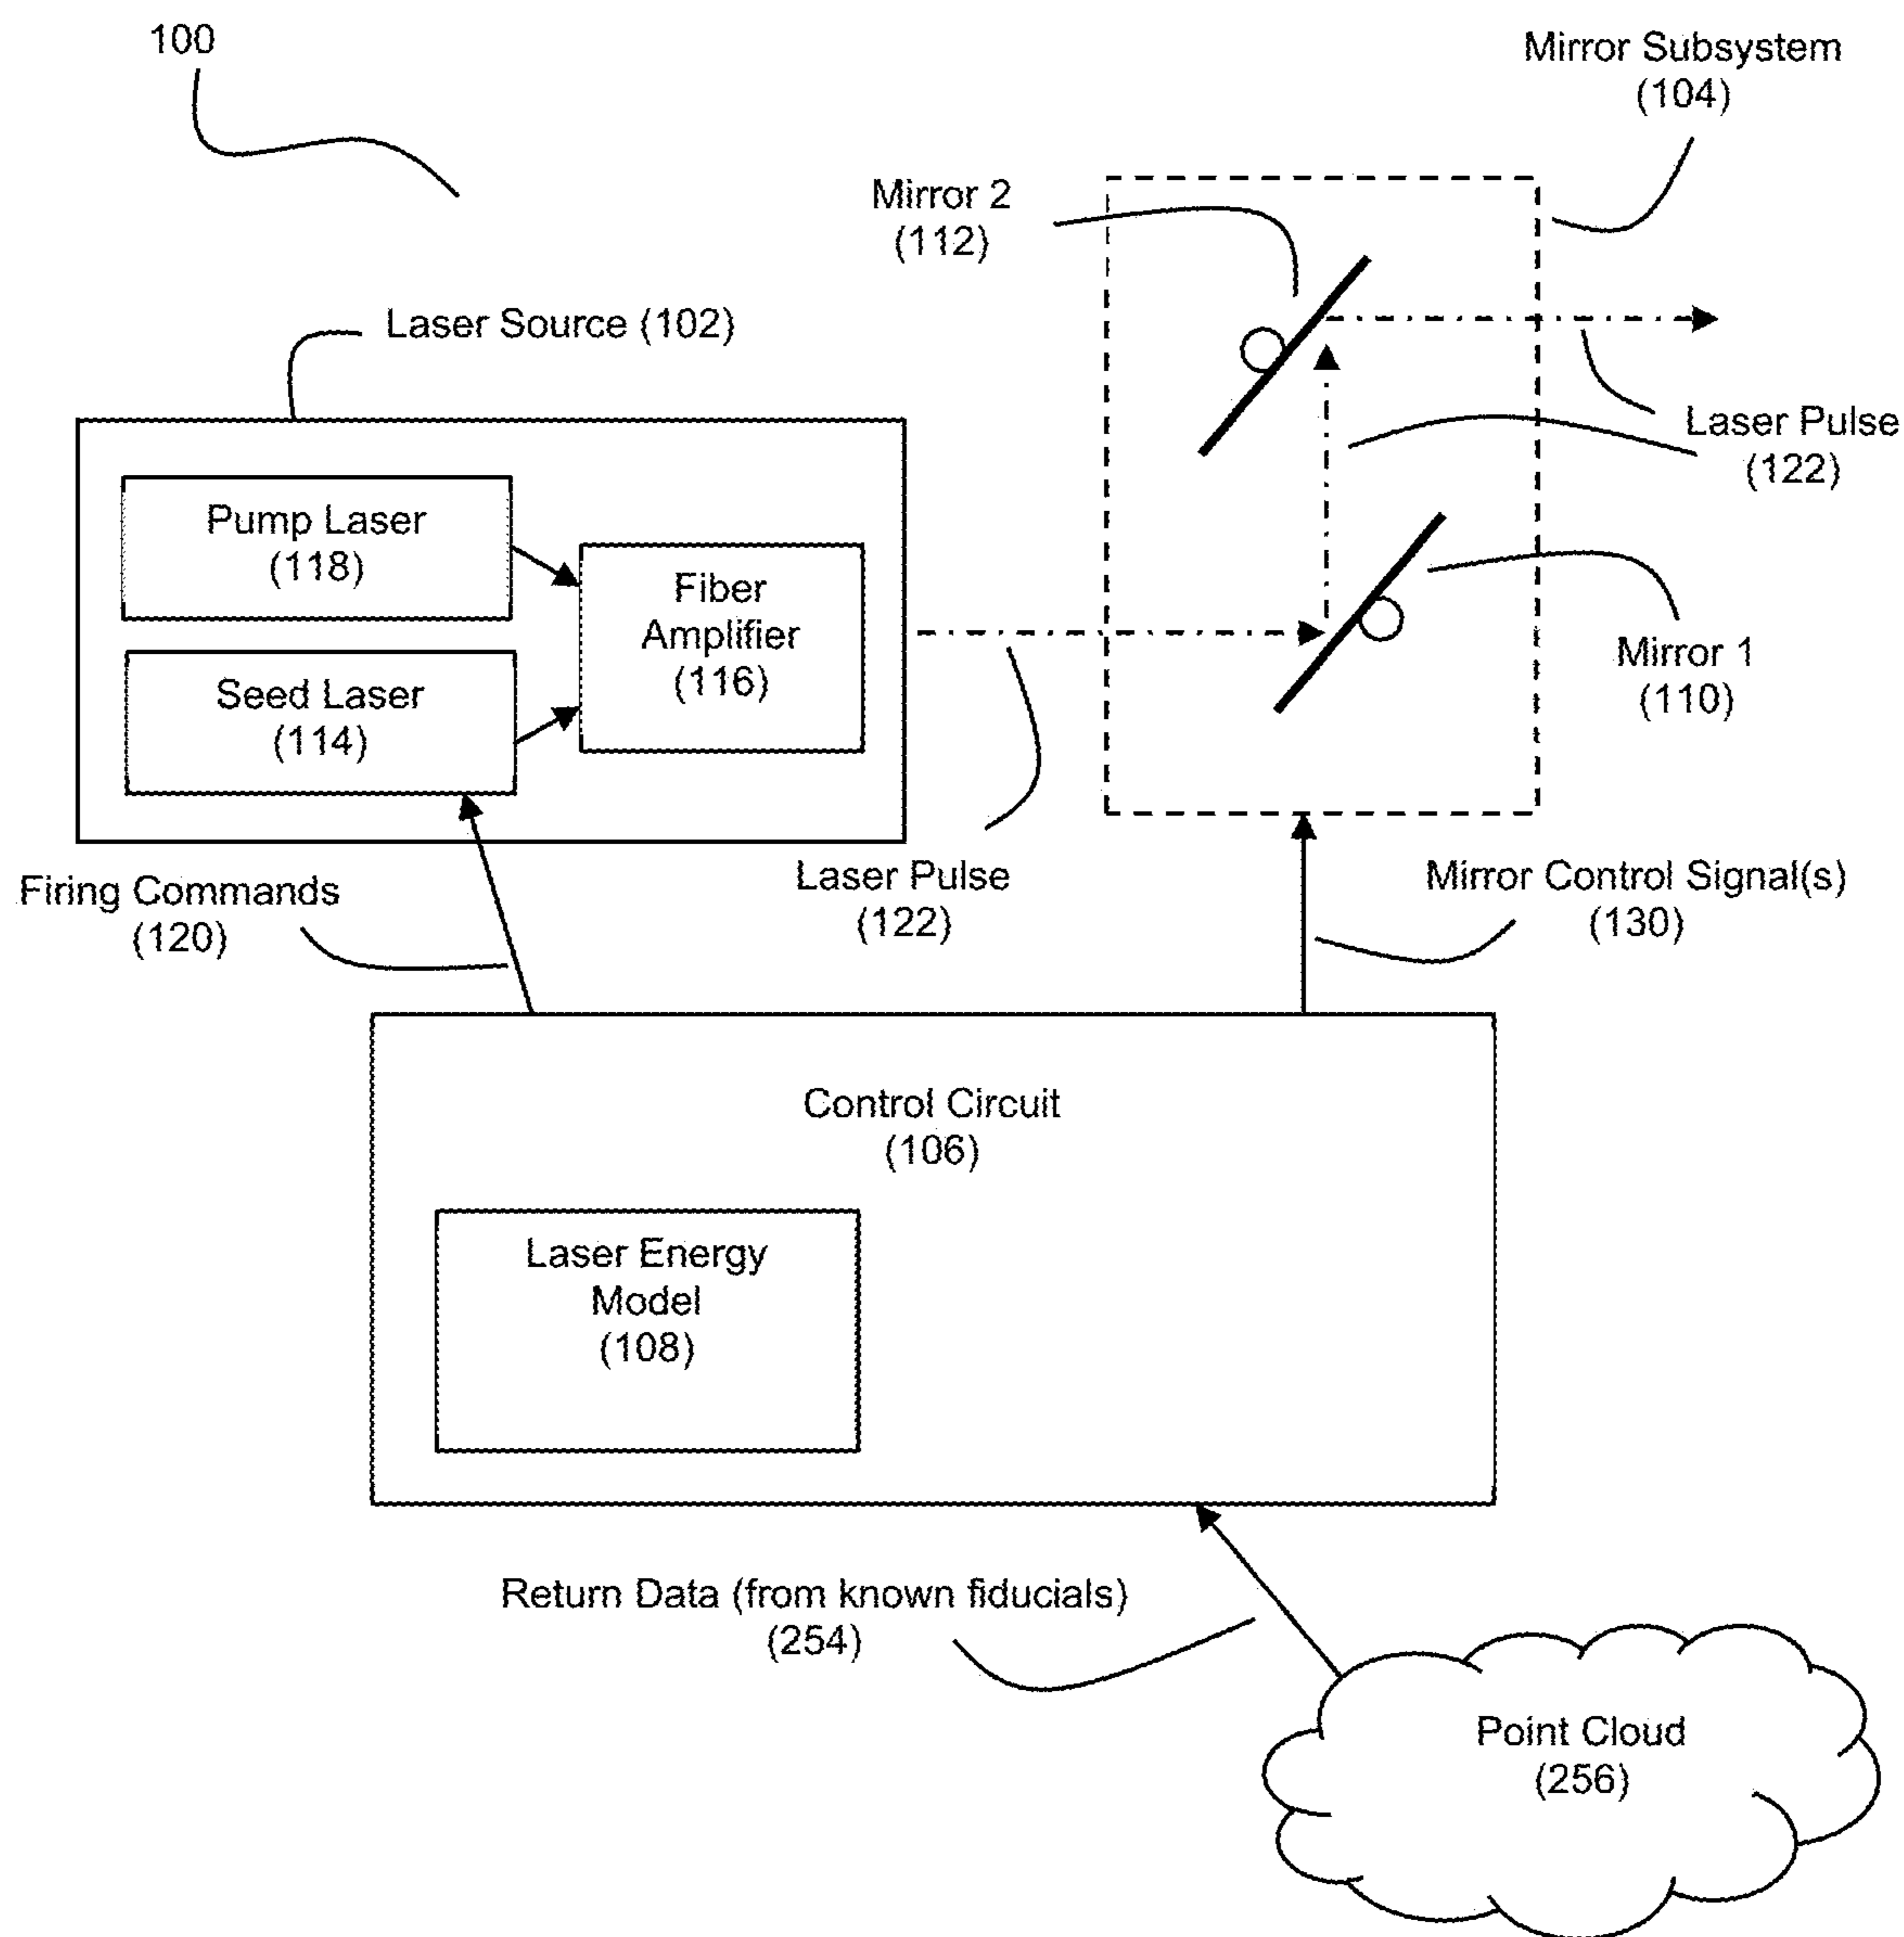 100
Mirror Subsystem
(104)
Mirror 2
(112)
Laser Source (102)
Laser Pulse
(122)
Pump Laser
(118)
Fiber
Amplifier
(116)
Seed Laser
(114)
Mirror 1
(110)
Firing Commands
(120)
Laser Pulse
(122)
Mirror Control Signal(s)
(130)
Control Circuit
(106)
Laser Energy
Model
(108)
Return Data (from known fiducials)
(254)
Point Cloud
(256)